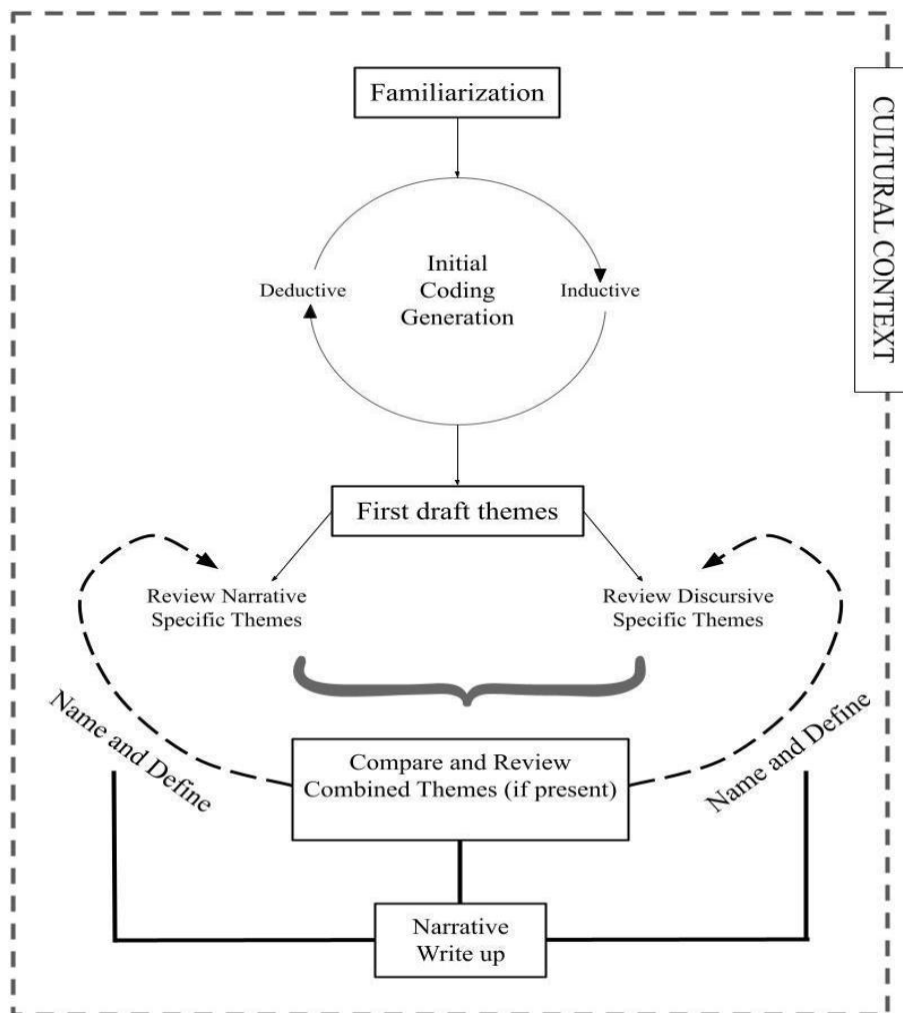 Familiarization
CULTURAL CONTEXT
Initial
Coding
Generation
Deductive
Inductive
First draft themes
Review Narrative
Specific Themes
Review Discursive
Specific Themes
Name and Define
Name and Define
Compare and Review
Combined Themes (if present)
Narrative
Write up